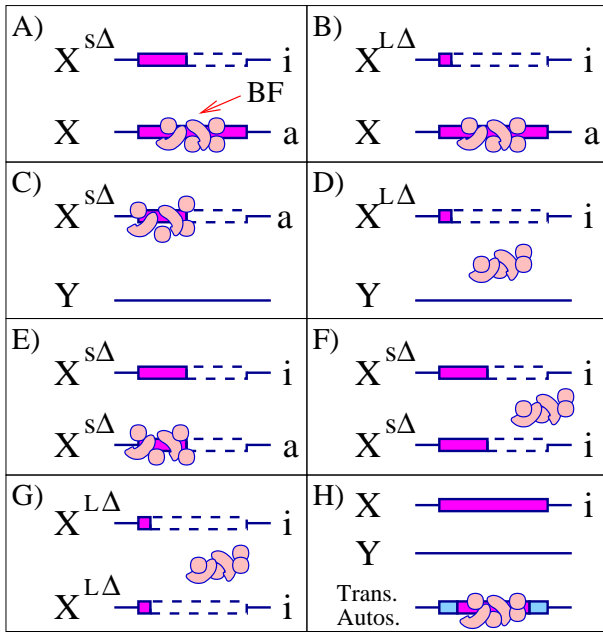 A)
X sΔ i
BF
X a
B)
X LΔ i
X a
C)
X sΔ a
Y
D)
X LΔ i
Y
E)
X sΔ i
X sΔ a
F)
X sΔ i
X sΔ i
G)
X LΔ i
X LΔ i
H)
X i
Y
Trans.
Autos.